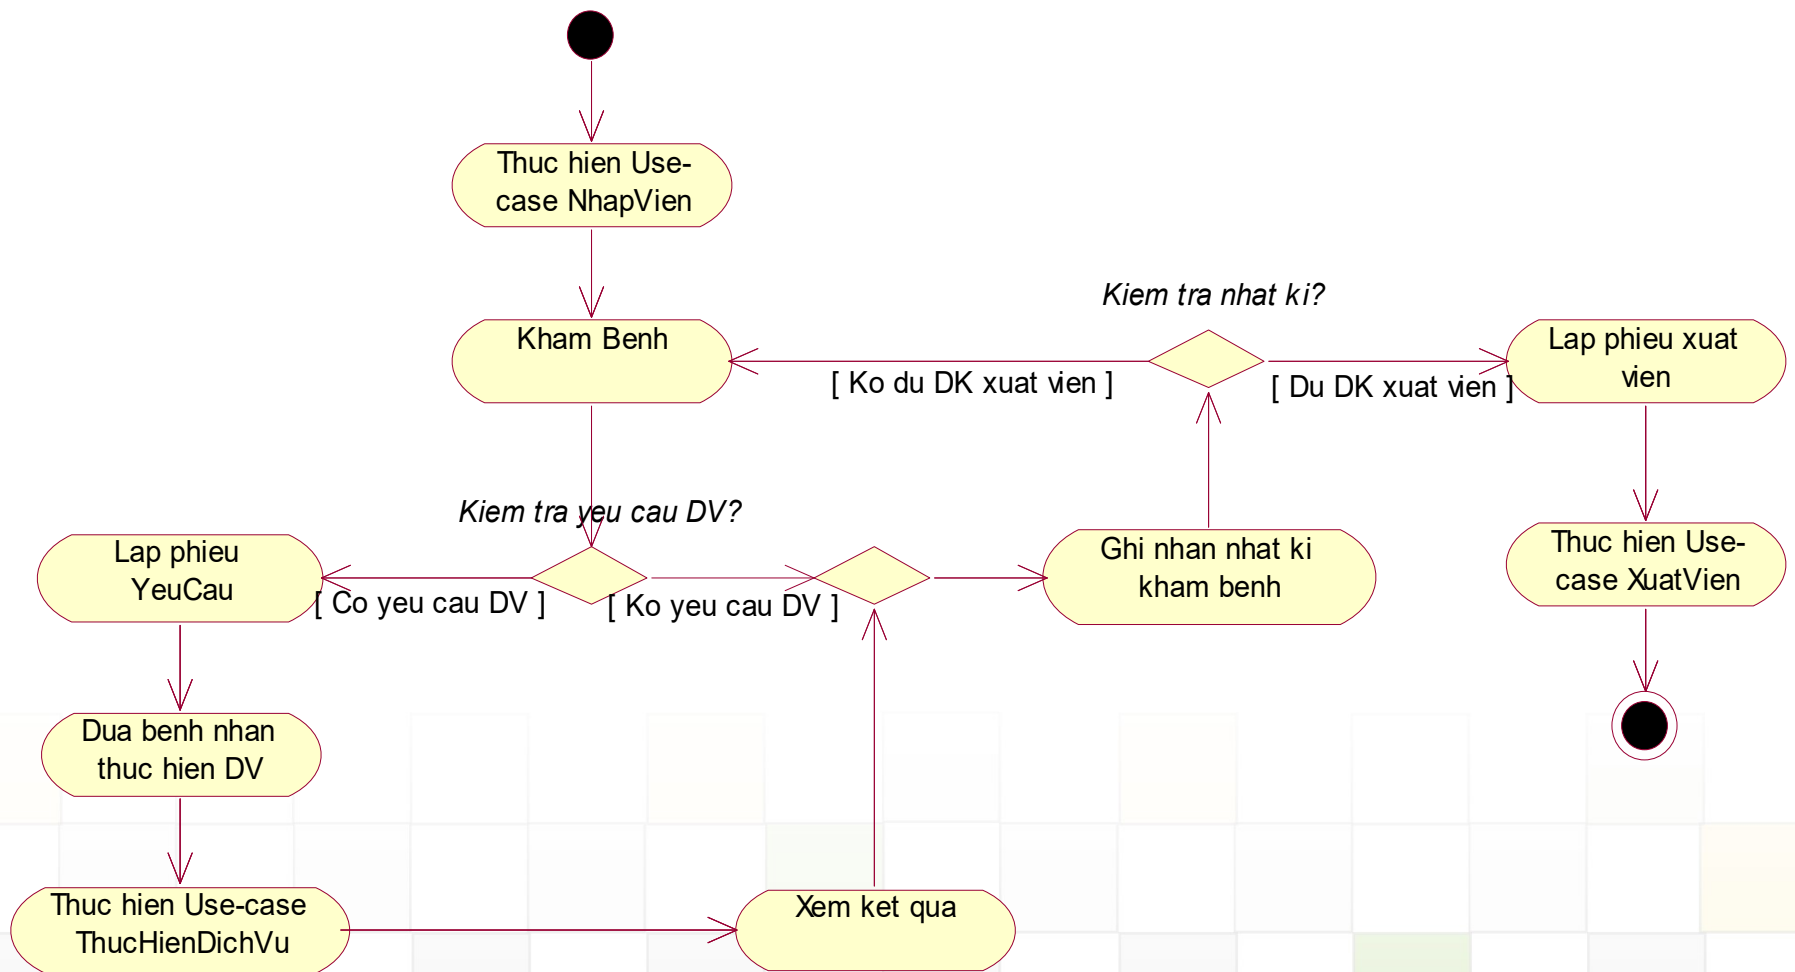 Thuc hien Use-
case NhapVien
Kiem tra nhat ki?
Kham Benh
Lap phieu xuat
vien
[ Ko du DK xuat vien ]
[ Du DK xuat vien ]
Kiem tra yeu cau DV?
Lap phieu
YeuCau
Ghi nhan nhat ki
kham benh
Thuc hien Use-
case XuatVien
[ Co yeu cau DV ]
[ Ko yeu cau DV ]
Dua benh nhan
thuc hien DV
Thuc hien Use-case
ThucHienDichVu
Xem ket qua